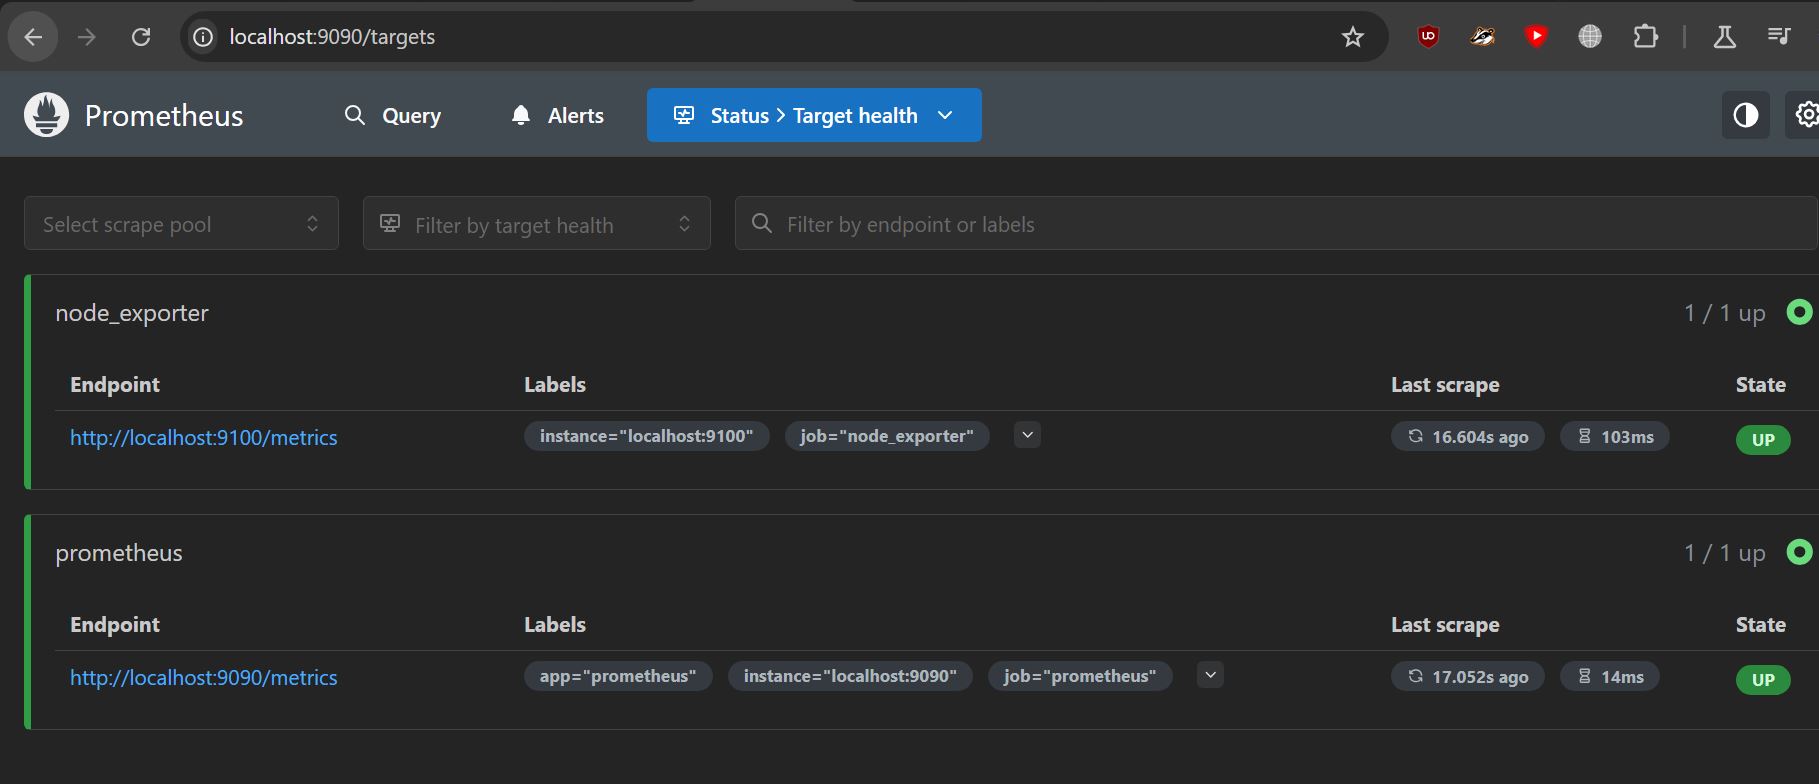 localhost:9090/targets
Prometheus Query Alerts Status > Target health
Select scrape pool Filter by target health Filter by endpoint or labels
node_exporter 1 / 1 up
Endpoint Labels Last scrape State
http://localhost:9100/metrics instance="localhost:9100" job="node_exporter" 16.604s ago 103ms UP
prometheus 1 / 1 up
Endpoint Labels Last scrape State
http://localhost:9090/metrics app="prometheus" instance="localhost:9090" job="prometheus" 17.052s ago 14ms UP